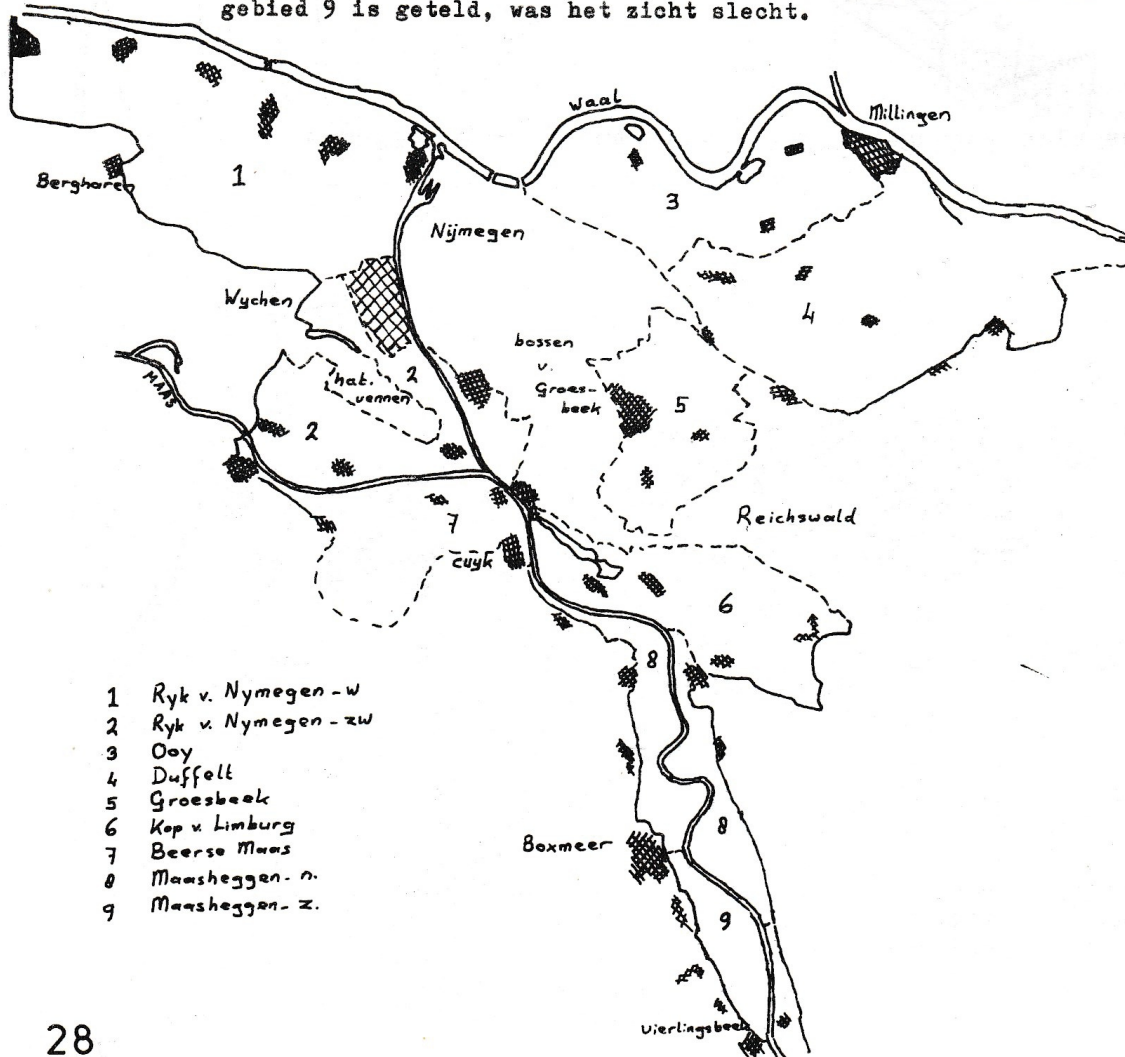 gebied 9 is geteld, was het zicht slecht.
Waal
Millingen
Bergharen
1
3
Nijmegen
Wychen
4
bossen
v.
Groes-
beek
hat.
vennen
2
MAAS
5
2
7
Reichswald
cuyk
6
8
1 Ryk v. Nymegen - w
2 Ryk v. Nymegen - zw
3 Ooy
4 Duffelt
5 Groesbeek
6 Kop v. Limburg
7 Beerse Maas
8 Maasheggen - n.
9 Maasheggen - z.
8
Boxmeer
9
Vierlingsbeek
28